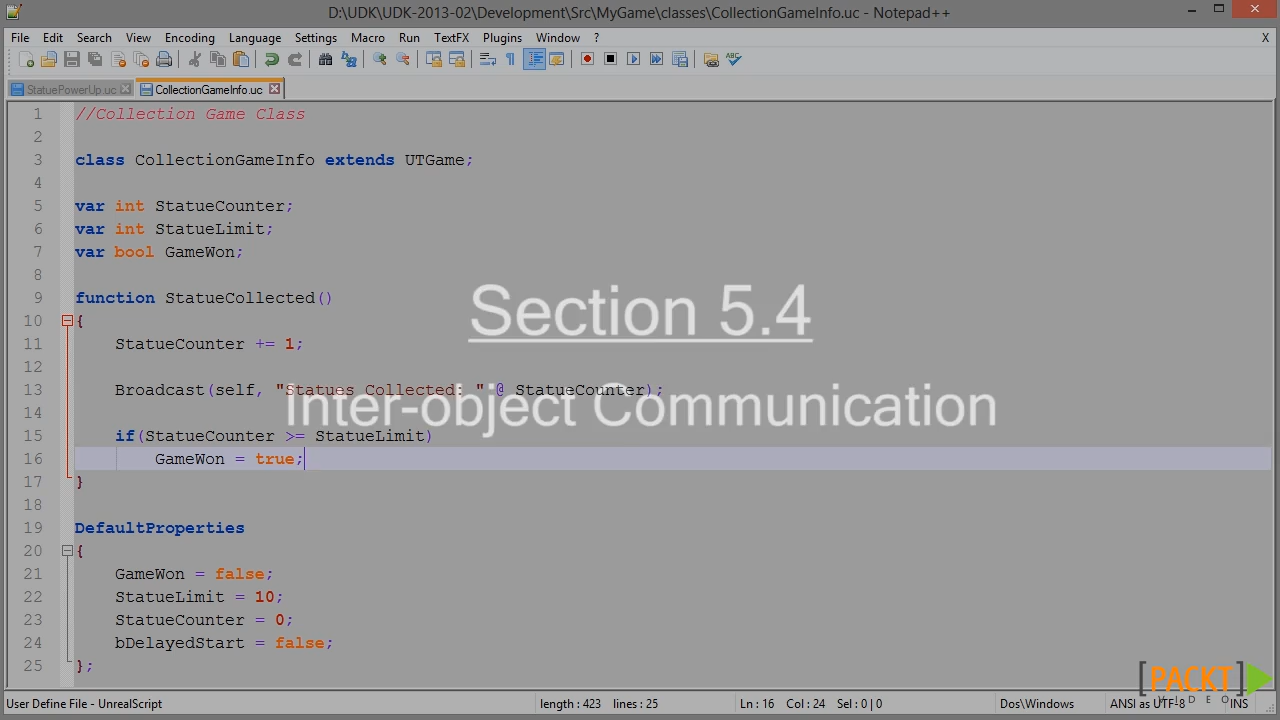 D:\UDK\UDK-2013-02\Development\Src\MyGame\classes\CollectionGameInfo.uc - Notepad++
File Edit Search View Encoding Language Settings Macro Run TextFX Plugins Window ? X
StatuePowerUp.uc CollectionGameInfo.uc
1 //Collection Game Class
2
3 class CollectionGameInfo extends UTGame;
4
5 var int StatueCounter;
6 var int StatueLimit;
7 var bool GameWon;
8
9 function StatueCollected()
10 {
11 StatueCounter += 1;
12
13 Broadcast(self, "Statues Collected: " @ StatueCounter);
14
15 if(StatueCounter >= StatueLimit)
16 GameWon = true;
17 }
18
19 DefaultProperties
20 {
21 GameWon = false;
22 StatueLimit = 10;
23 StatueCounter = 0;
24 bDelayedStart = false;
25 };
Section 5.4
Inter-object Communication
[PACKT]
VIDEO
User Define File - UnrealScript length : 423 lines : 25 Ln : 16 Col : 24 Sel : 0 | 0 Dos\Windows ANSI as UTF-8 INS